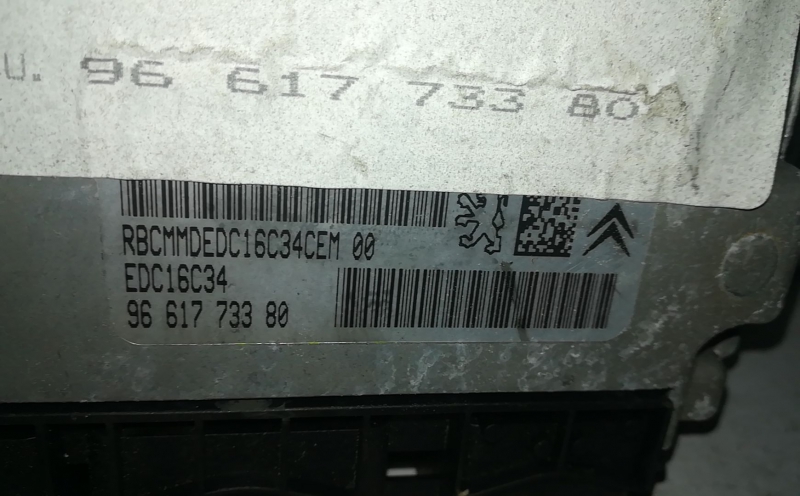 U. 96 617 733 80
RBCMMDEDC16C34CEM 00
EDC16C34
96 617 733 80